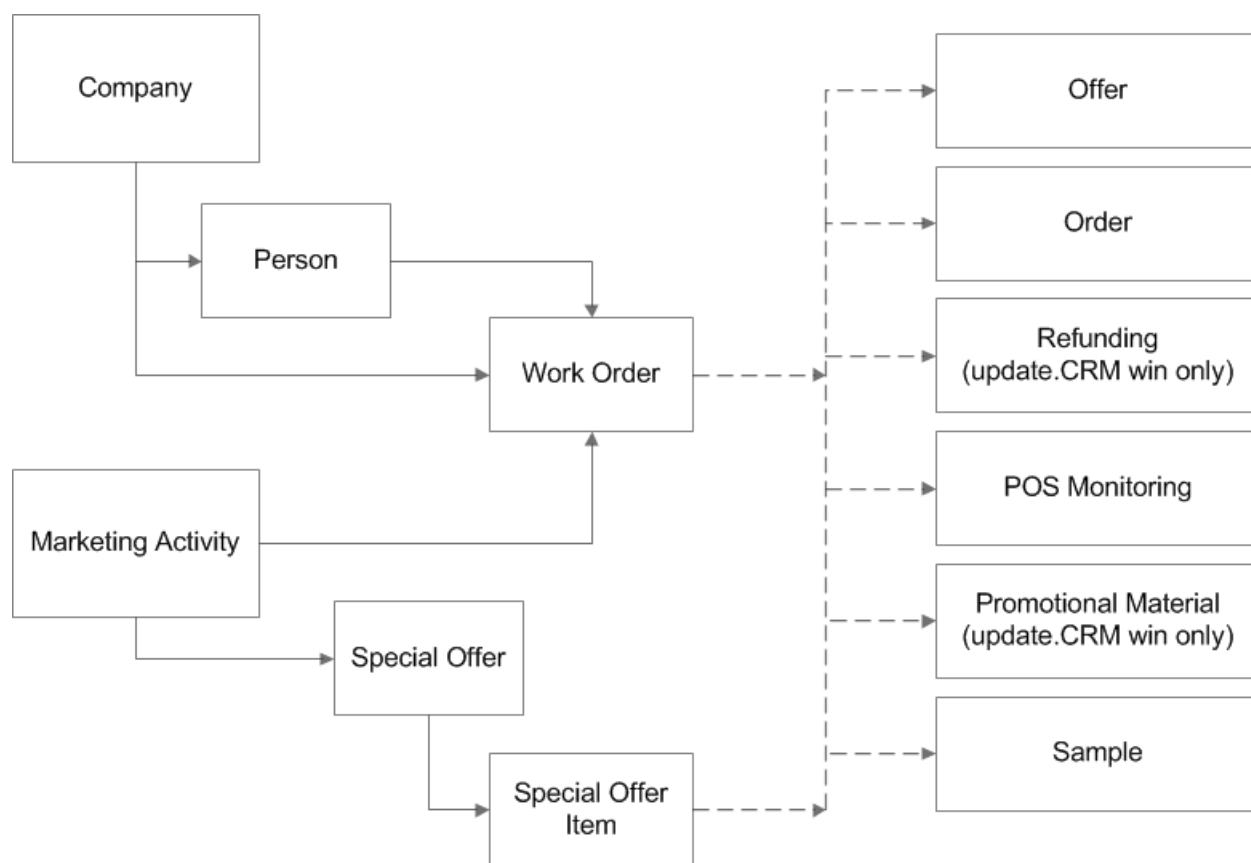 Company
Person
Work Order
Marketing Activity
Special Offer
Special Offer
Item
Offer
Order
Refunding
(update.CRM win only)
POS Monitoring
Promotional Material
(update.CRM win only)
Sample